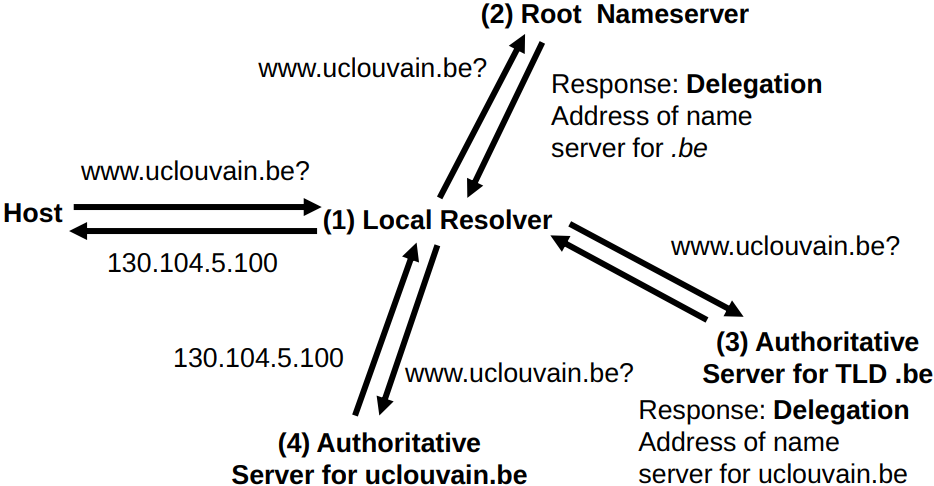 (2) Root Nameserver
www.uclouvain.be?
Response: Delegation
Address of name
server for .be
www.uclouvain.be?
Host
(1) Local Resolver
130.104.5.100
www.uclouvain.be?
(3) Authoritative
Server for TLD .be
Response: Delegation
Address of name
server for uclouvain.be
130.104.5.100
www.uclouvain.be?
(4) Authoritative
Server for uclouvain.be